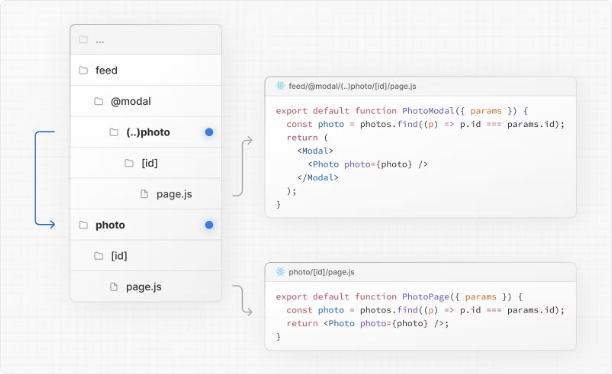 ...
feed
@modal
(..)photo
[id]
page.js
photo
[id]
page.js
feed/@modal/(..)photo/[id]/page.js
export default function PhotoModal({ params }) {
  const photo = photos.find((p) => p.id === params.id);
  return (
    <Modal>
      <Photo photo={photo} />
    </Modal>
  );
}
photo/[id]/page.js
export default function PhotoPage({ params }) {
  const photo = photos.find((p) => p.id === params.id);
  return <Photo photo={photo} />;
}